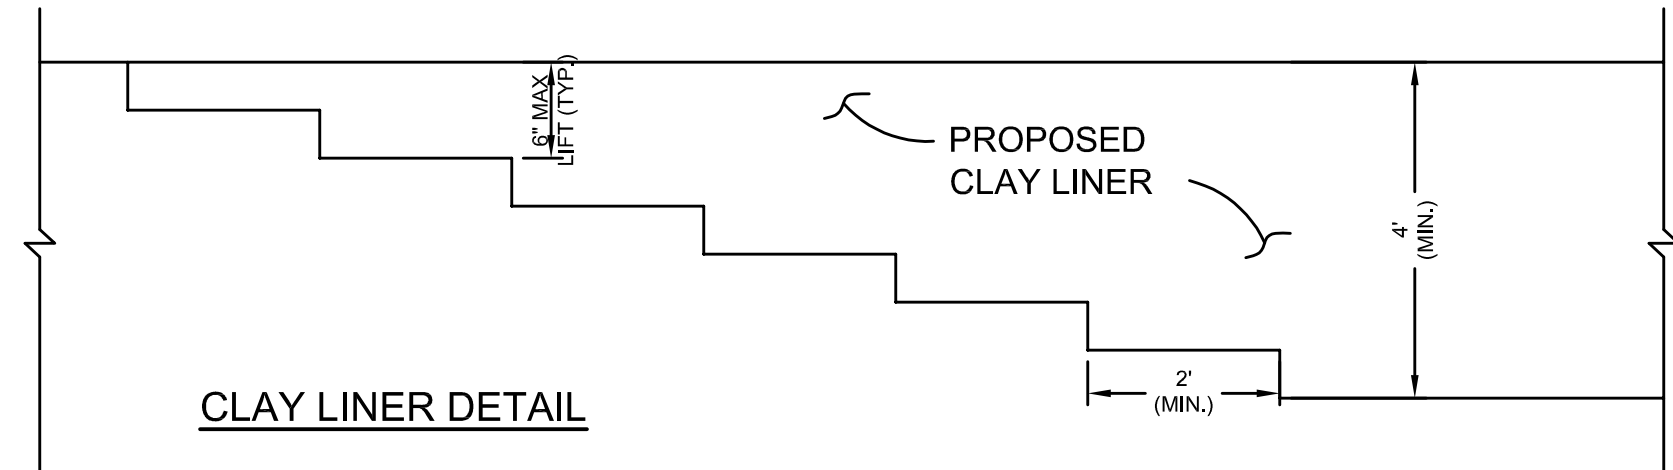 6" MAX
LIFT (TYP.)
PROPOSED
CLAY LINER
4'
(MIN.)
2'
(MIN.)
CLAY LINER DETAIL